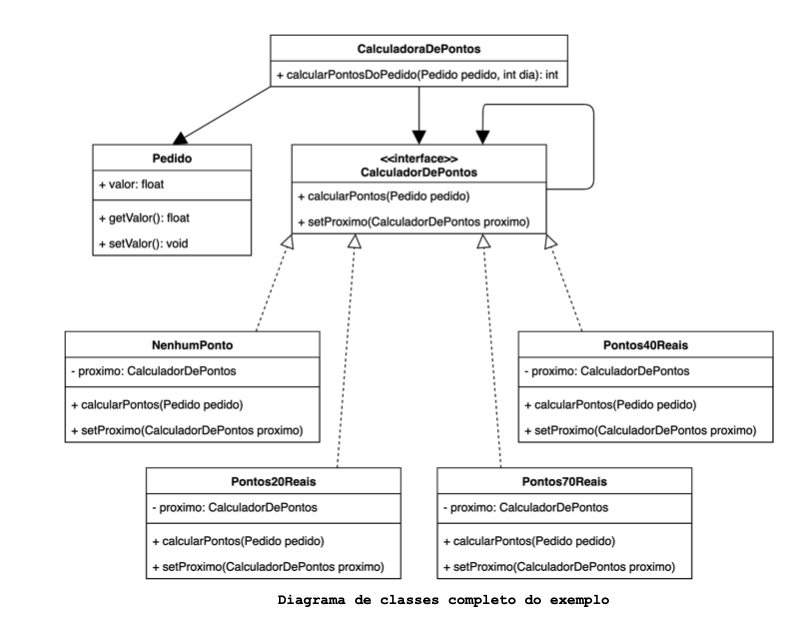 CalculadoraDePontos
+ calcularPontosDoPedido(Pedido pedido, int dia): int
Pedido
+ valor: float
+ getValor(): float
+ setValor(): void
<<interface>>
CalculadorDePontos
+ calcularPontos(Pedido pedido)
+ setProximo(CalculadorDePontos proximo)
NenhumPonto
- proximo: CalculadorDePontos
+ calcularPontos(Pedido pedido)
+ setProximo(CalculadorDePontos proximo)
Pontos40Reais
- proximo: CalculadorDePontos
+ calcularPontos(Pedido pedido)
+ setProximo(CalculadorDePontos proximo)
Pontos20Reais
- proximo: CalculadorDePontos
+ calcularPontos(Pedido pedido)
+ setProximo(CalculadorDePontos proximo)
Pontos70Reais
- proximo: CalculadorDePontos
+ calcularPontos(Pedido pedido)
+ setProximo(CalculadorDePontos proximo)
Diagrama de classes completo do exemplo